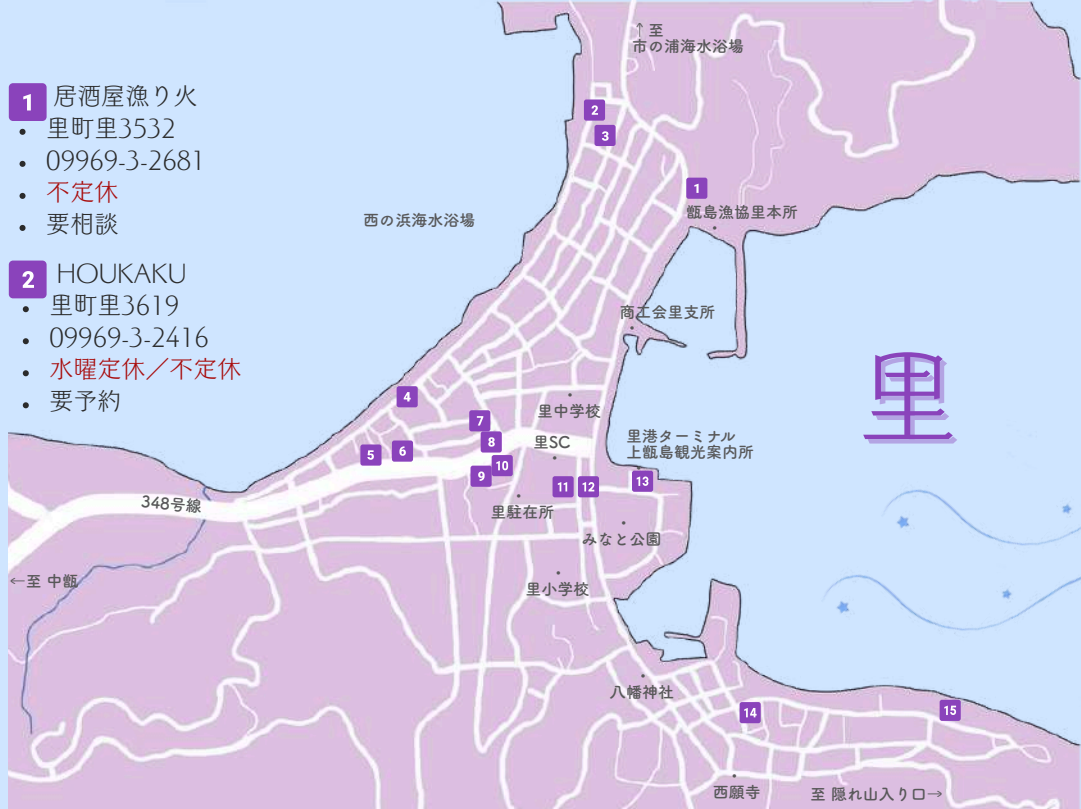 1 居酒屋漁り火
• 里町里3532
• 09969-3-2681
• 不定休
• 要相談
2 HOUKAKU
• 里町里3619
• 09969-3-2416
• 水曜定休／不定休
• 要予約
↑至
市の浦海水浴場
2
3
1
甑島漁協里本所
西の浜海水浴場
商工会里支所
里
4
里中学校
7
8
里SC
里港ターミナル
上甑島観光案内所
5
6
9
10
11
12
13
348号線
里駐在所
みなと公園
←至 中甑
里小学校
八幡神社
14
15
西願寺
至 隠れ山入り口→